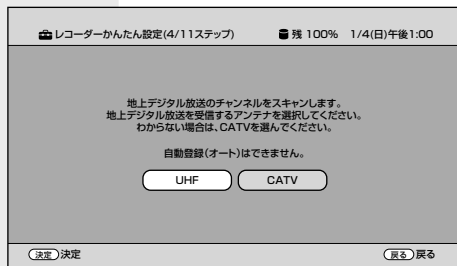 レコーダーかんたん設定(4/11ステップ) 残 100% 1/4(日)午後1:00
地上デジタル放送のチャンネルをスキャンします。
地上デジタル放送を受信するアンテナを選択してください。
わからない場合は、CATVを選んでください。
自動登録(オート)はできません。
UHF CATV
決定 決定 戻る 戻る